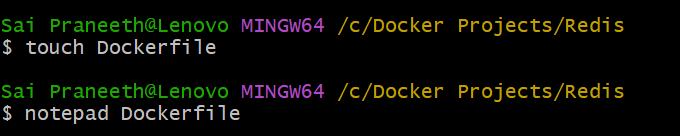 Sai Praneeth@Lenovo MINGW64 /c/Docker Projects/Redis
$ touch Dockerfile
Sai Praneeth@Lenovo MINGW64 /c/Docker Projects/Redis
$ notepad Dockerfile